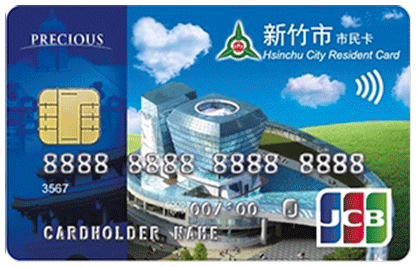 PRECIOUS
新竹市 市民卡
Hsinchu City Resident Card
8888 8888 8888 8888
3567
00/'00 J
CARDHOLDER NAME
JCB